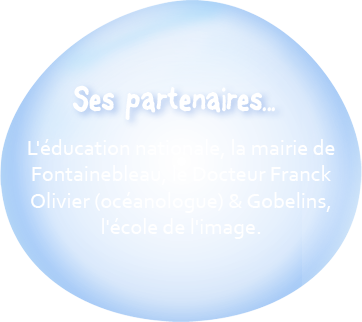 Ses partenaires...
L'éducation nationale, la mairie de
Fontainebleau, le Docteur Franck
Olivier (océanologue) & Gobelins,
l'école de l'image.